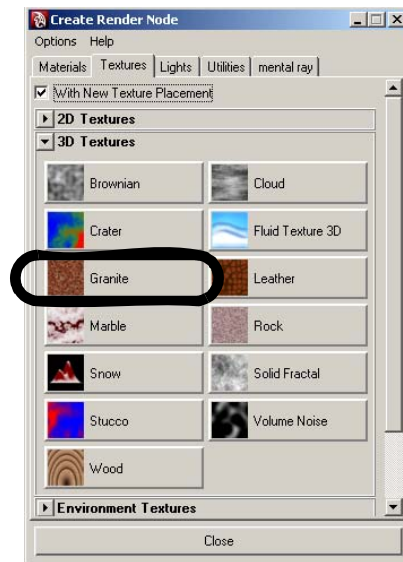 Create Render Node
Options Help
Materials Textures Lights Utilities mental ray
With New Texture Placement
2D Textures
3D Textures
Brownian Cloud
Crater Fluid Texture 3D
Granite Leather
Marble Rock
Snow Solid Fractal
Stucco Volume Noise
Wood
Environment Textures
Close